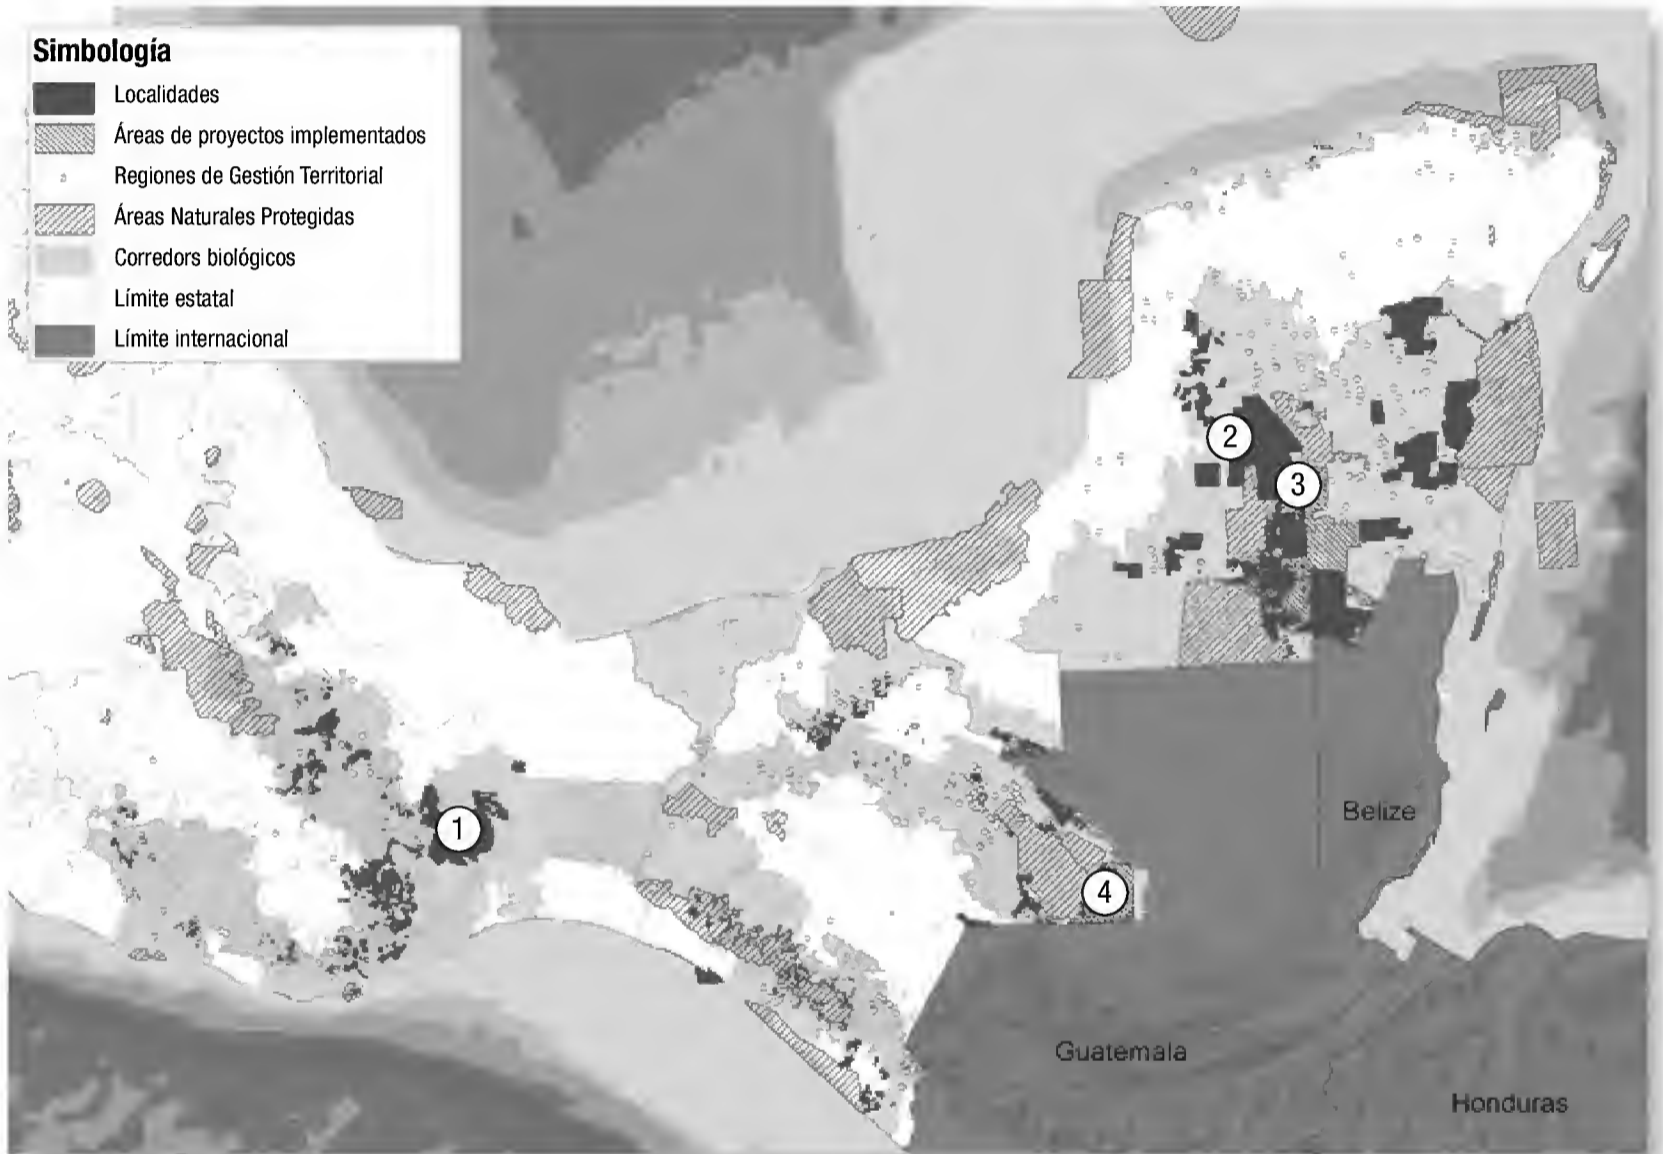 Simbología
Localidades
Áreas de proyectos implementados
Regiones de Gestión Territorial
Áreas Naturales Protegidas
Corredors biológicos
Límite estatal
Límite internacional
2
3
1
Belize
4
Guatemala
Honduras